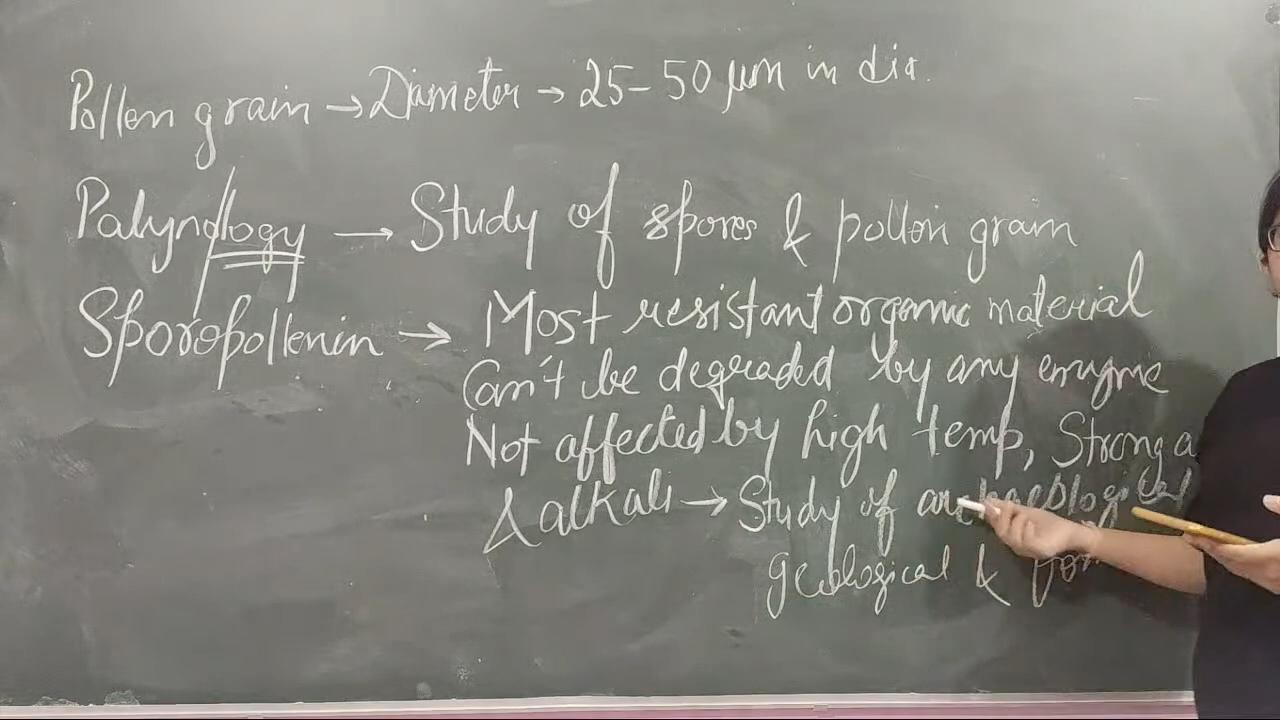 Pollen grain → Diameter → 25-50 µm in dia.
Palynology → Study of spores & pollen grain
Sporopollenin → Most resistant organic material
Can't be degraded by any enzyme
Not affected by high temp, Strong a
& alkali → Study of archaeological
geological &